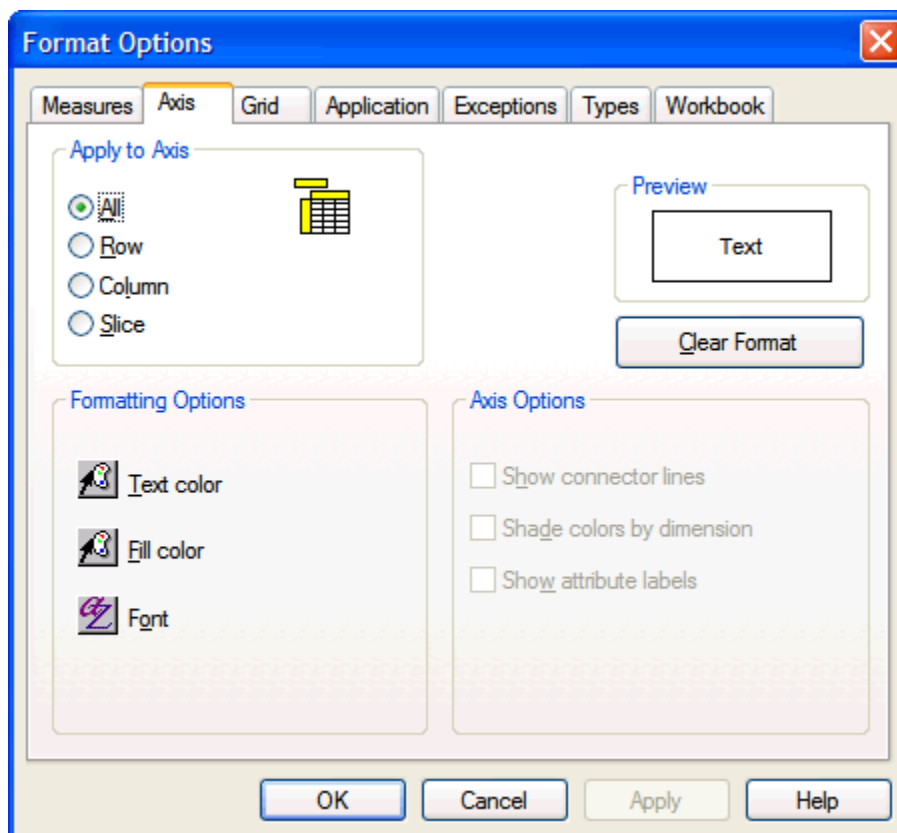 Format Options
Measures Axis Grid Application Exceptions Types Workbook
Apply to Axis
All
Row
Column
Slice
Preview
Text
Clear Format
Formatting Options
Text color
Fill color
Font
Axis Options
Show connector lines
Shade colors by dimension
Show attribute labels
OK Cancel Apply Help